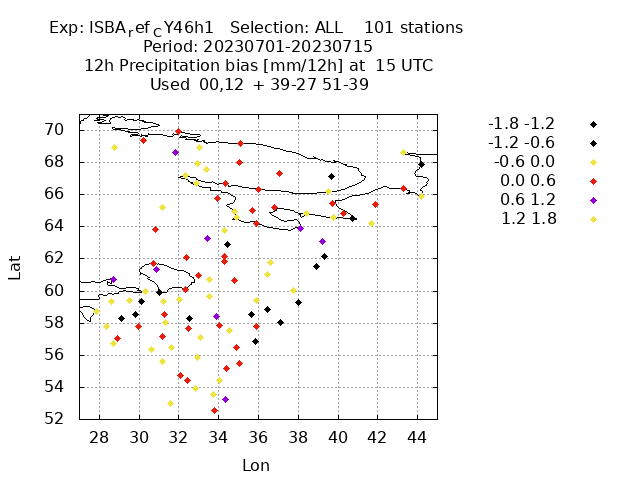 Exp: ISBA_ref_CY46h1 Selection: ALL 101 stations
Period: 20230701-20230715
12h Precipitation bias [mm/12h] at 15 UTC
Used 00,12 + 39-27 51-39
-1.8 -1.2
-1.2 -0.6
-0.6 0.0
0.0 0.6
0.6 1.2
1.2 1.8
70
68
66
64
62
60
58
56
54
52
Lat
28 30 32 34 36 38 40 42 44
Lon